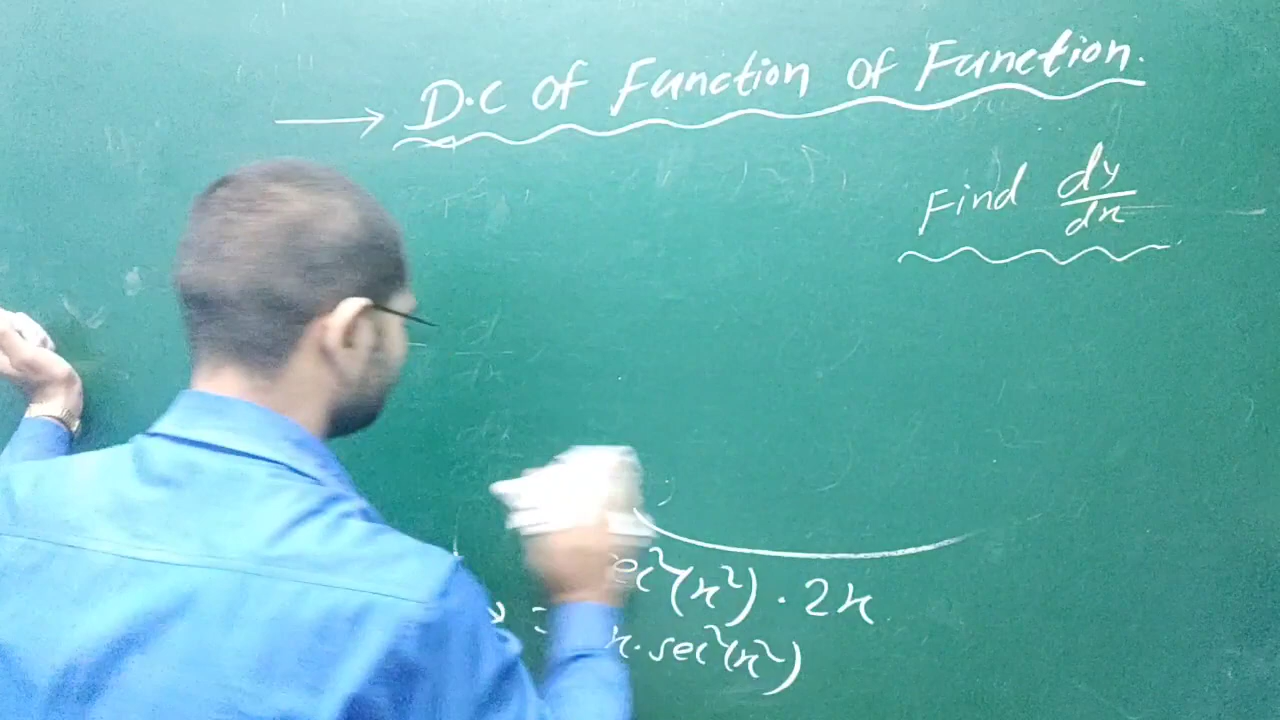 → D.C of Function of Function.
Find dy/dx
sec²(x²) · 2x
= x · sec²(x²)